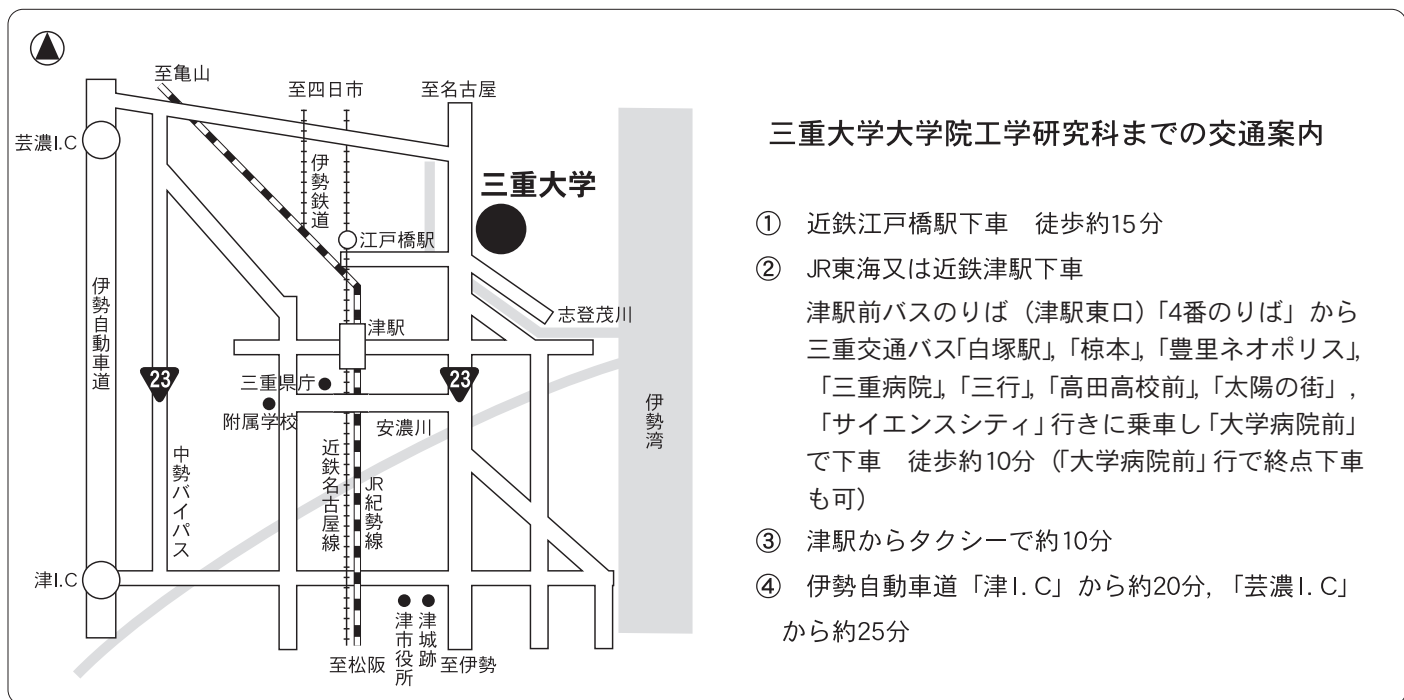 至亀山
至四日市
至名古屋
芸濃I.C
伊勢鉄道
三重大学
江戸橋駅
伊勢自動車道
志登茂川
津駅
23
23
三重県庁
附属学校
安濃川
伊勢湾
中勢バイパス
近鉄名古屋線
JR紀勢線
津I.C
津市役所
津城跡
至松阪
至伊勢
三重大学大学院工学研究科までの交通案内
① 近鉄江戸橋駅下車 徒歩約15分
② JR東海又は近鉄津駅下車
津駅前バスのりば（津駅東口）「4番のりば」から
三重交通バス「白塚駅」，「椋本」，「豊里ネオポリス」，
「三重病院」，「三行」，「高田高校前」，「太陽の街」，
「サイエンスシティ」行きに乗車し「大学病院前」
で下車 徒歩約10分（「大学病院前」行で終点下車
も可）
③ 津駅からタクシーで約10分
④ 伊勢自動車道「津I.C」から約20分，「芸濃I.C」
から約25分